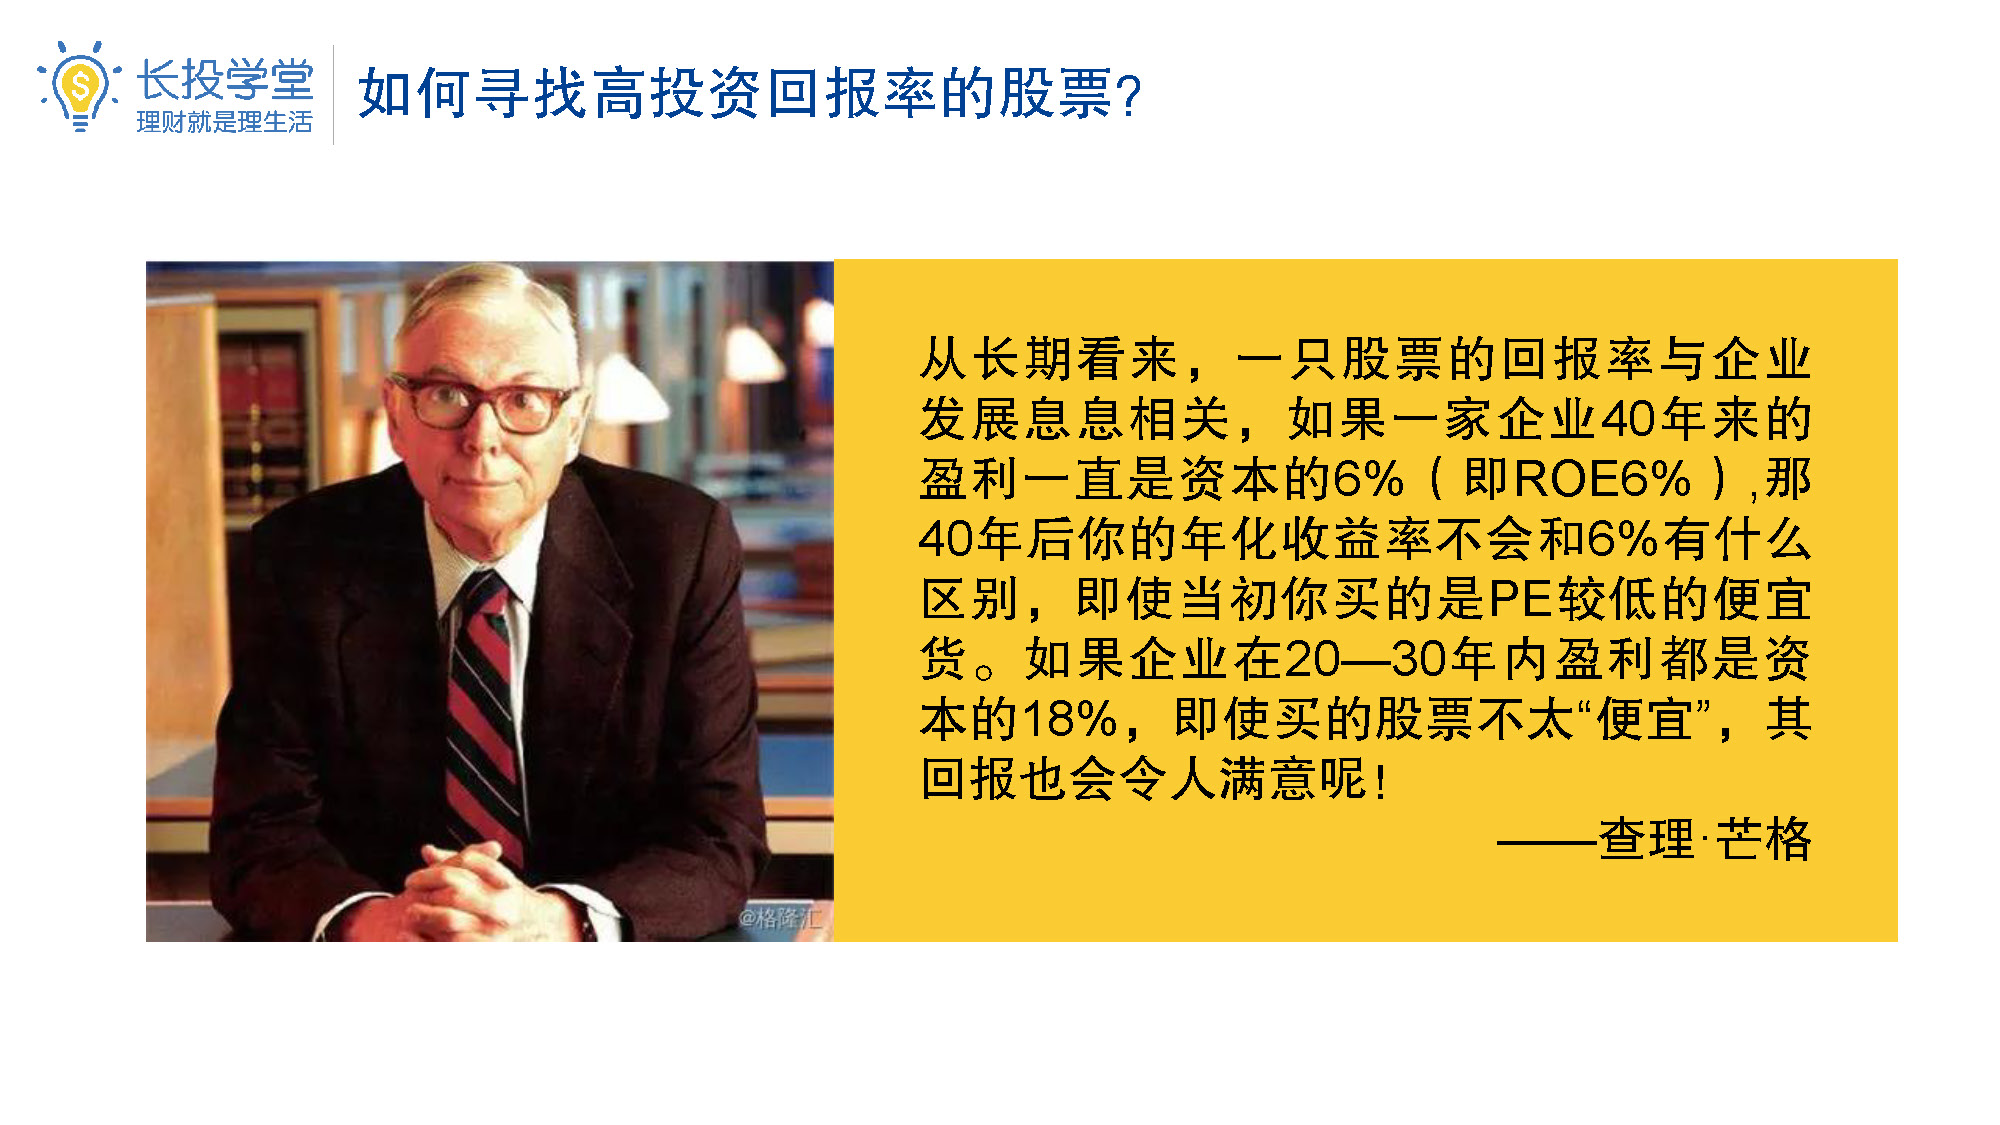 长投学堂
理财就是理生活
如何寻找高投资回报率的股票?
从长期看来，一只股票的回报率与企业
发展息息相关，如果一家企业40年来的
盈利一直是资本的6%（即ROE6%）,那
40年后你的年化收益率不会和6%有什么
区别，即使当初你买的是PE较低的便宜
货。如果企业在20—30年内盈利都是资
本的18%，即使买的股票不太“便宜”，其
回报也会令人满意呢！
——查理·芒格
@格隆汇